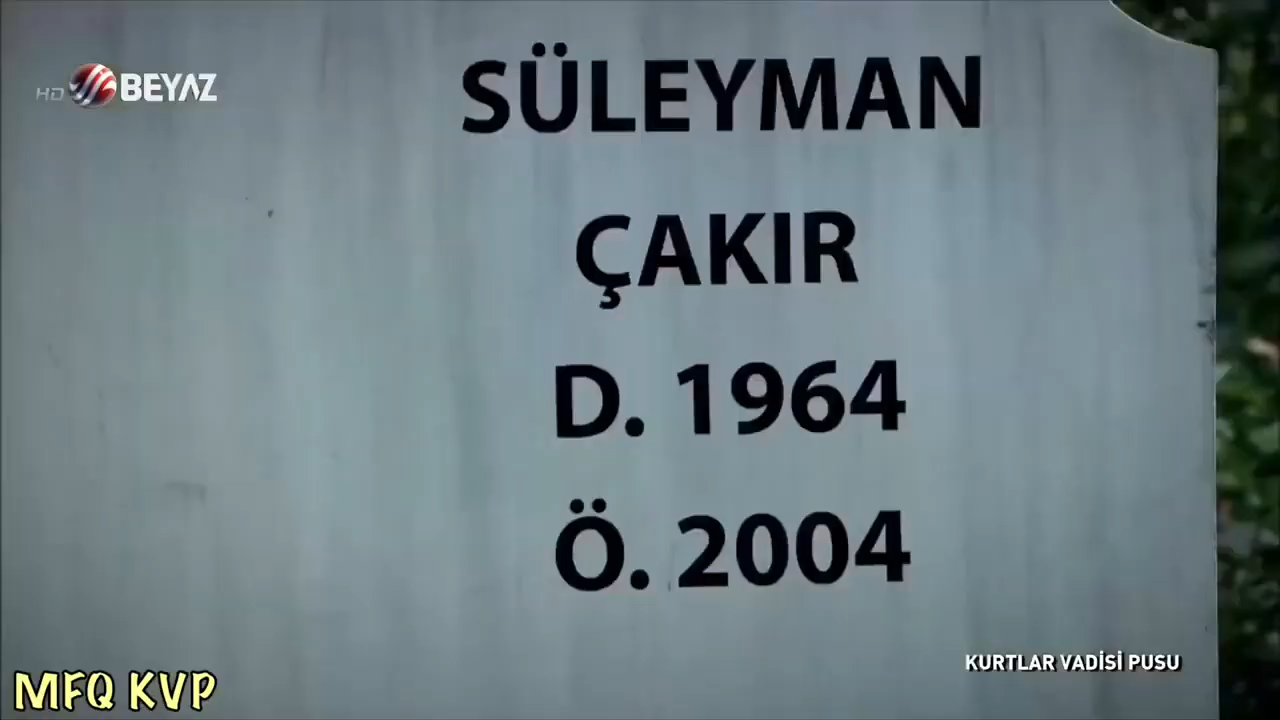 HD BEYAZ
SÜLEYMAN
ÇAKIR
D. 1964
Ö. 2004
KURTLAR VADİSİ PUSU
MFQ KVP